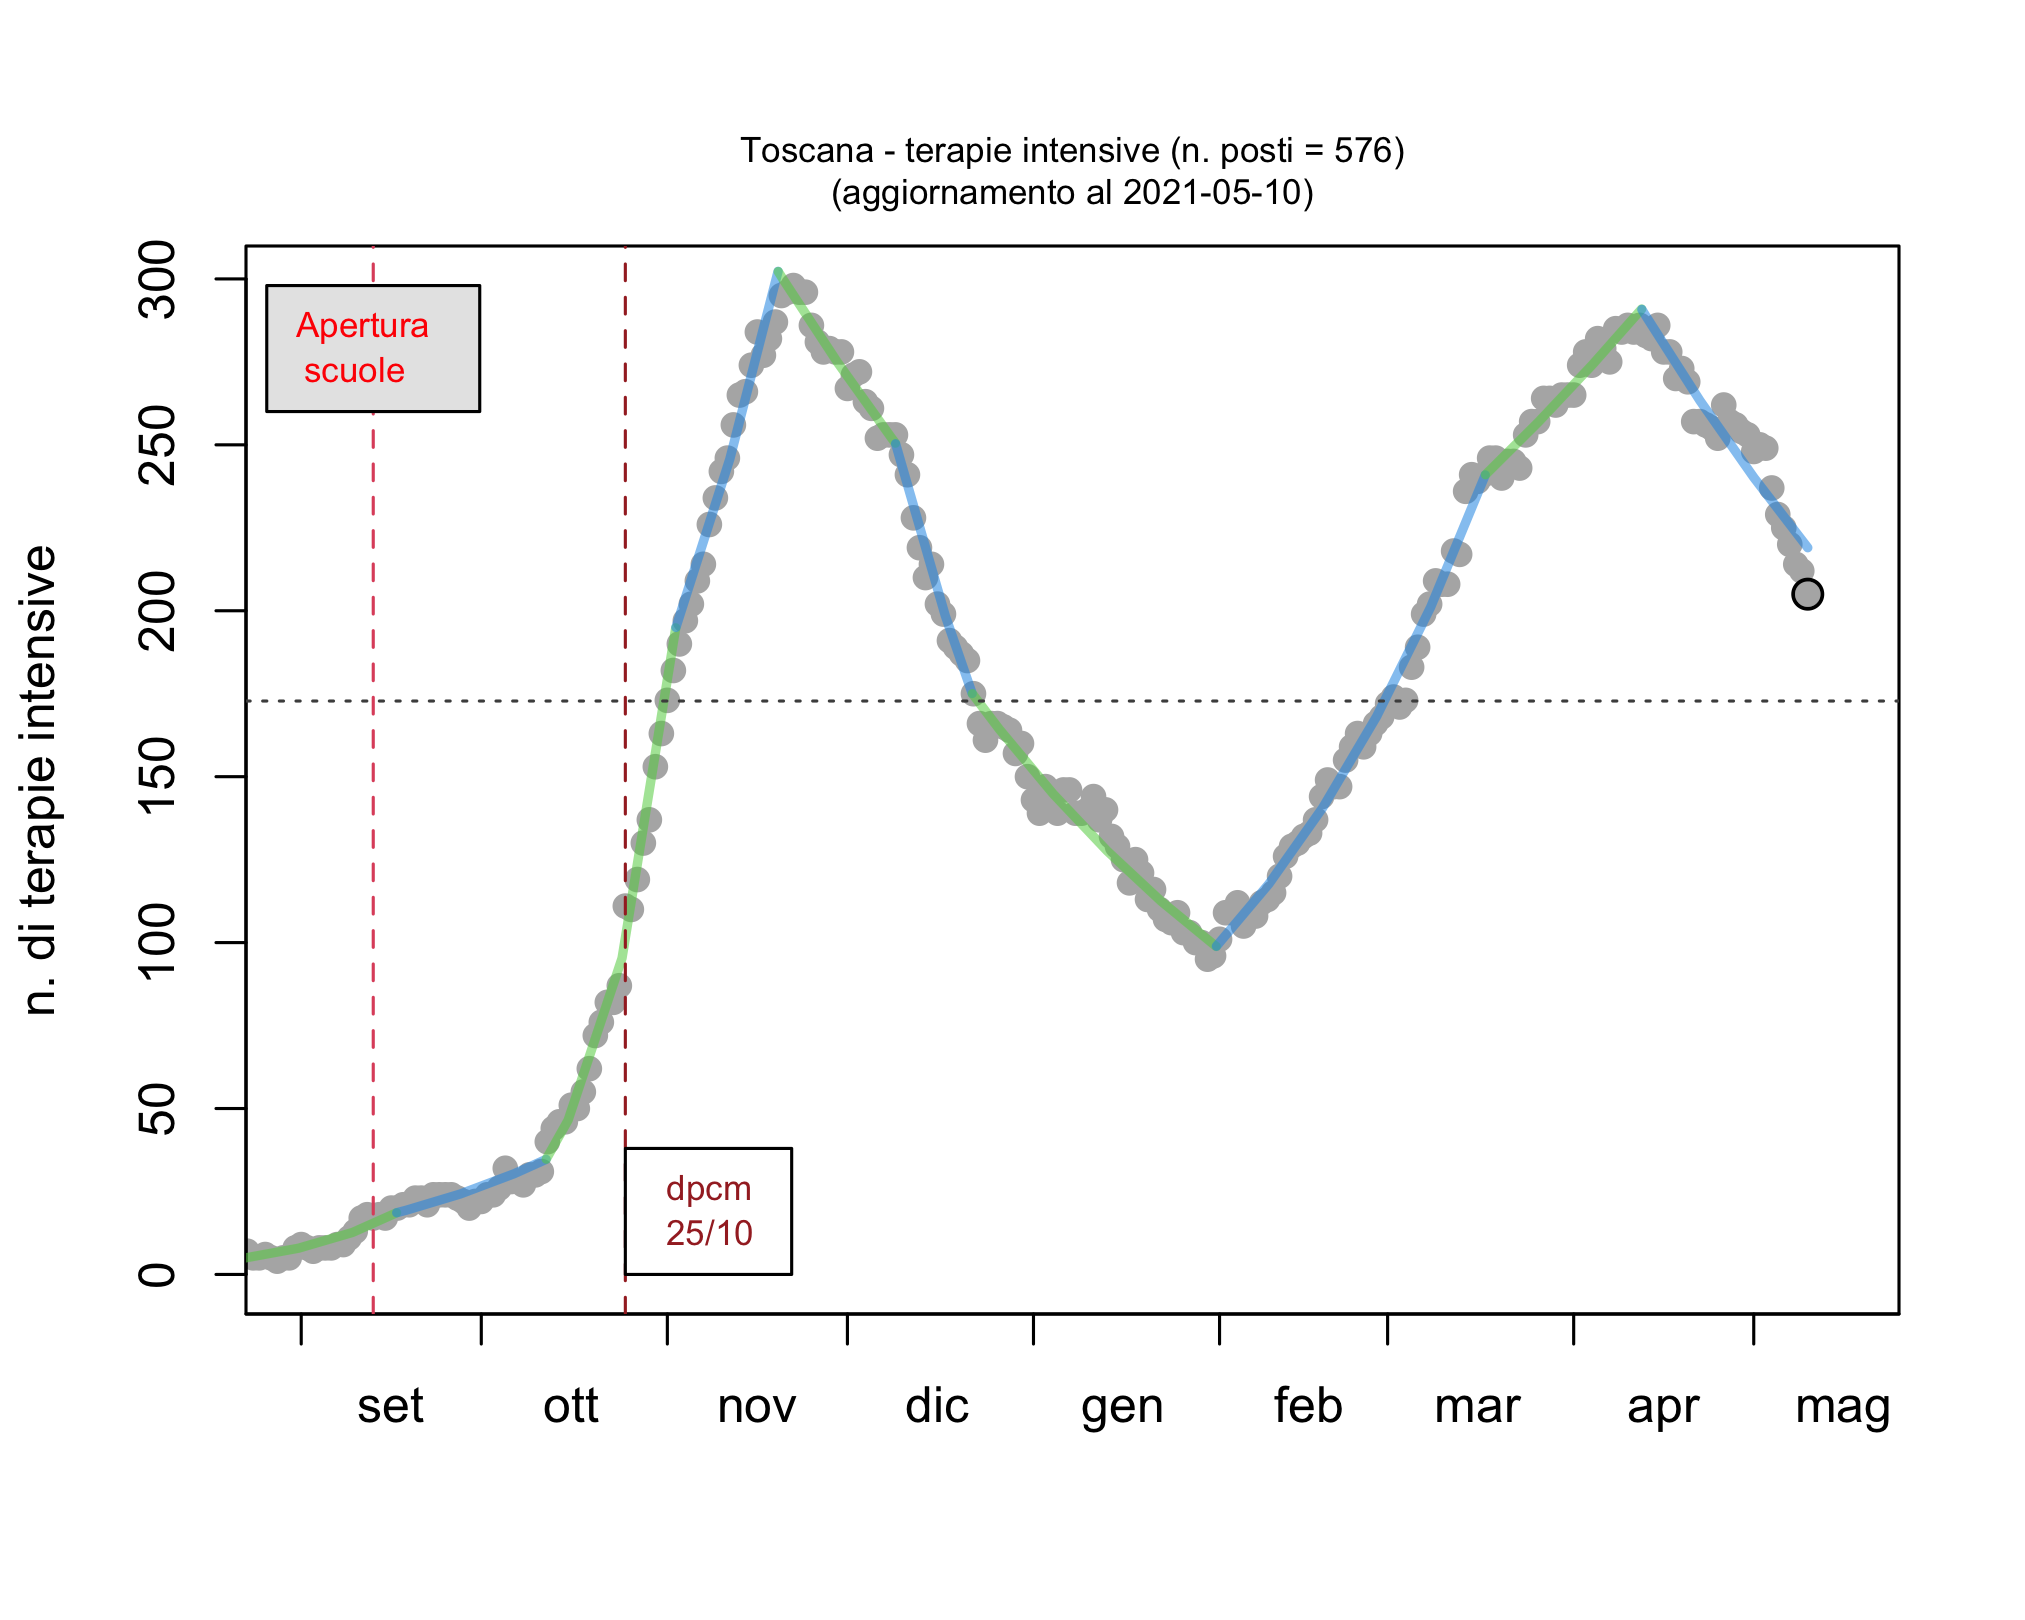 Toscana - terapie intensive (n. posti = 576)
(aggiornamento al 2021-05-10)
n. di terapie intensive
300
250
200
150
100
50
0
Apertura
scuole
dpcm
25/10
set ott nov dic gen feb mar apr mag